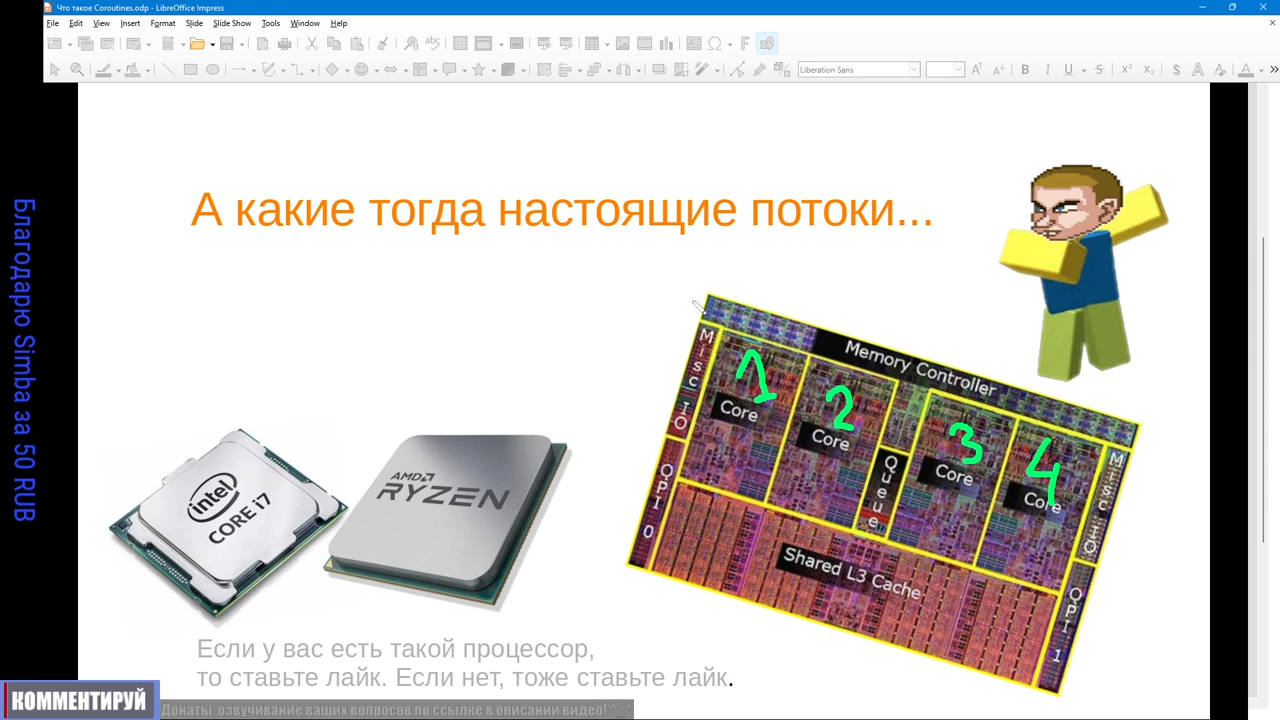 Что такое Coroutines.odp - LibreOffice Impress
File Edit View Insert Format Slide Slide Show Tools Window Help
Liberation Sans
А какие тогда настоящие потоки...
Благодарю Simba за 50 RUB
Memory Controller
Misc IO
1
Core
2
Core
Queue
3
Core
4
Core
Misc IO
QPI 0
Shared L3 Cache
QPI 1
intel
CORE i7
AMD
RYZEN
Если у вас есть такой процессор,
то ставьте лайк. Если нет, тоже ставьте лайк.
КОММЕНТИРУЙ
Донаты, озвучивание ваших вопросов по ссылке в описании видео! ^_^